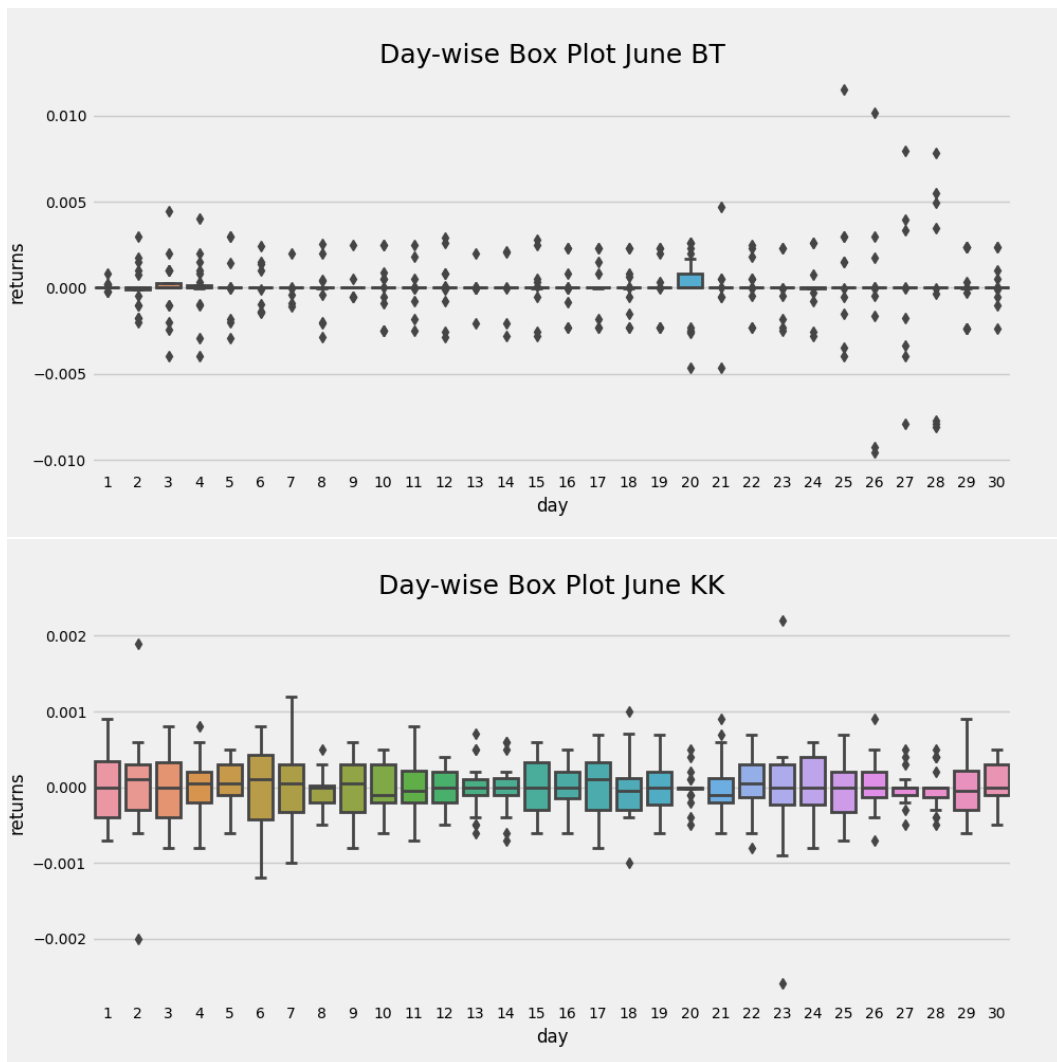 Day-wise Box Plot June BT
0.010
0.005
0.000
−0.005
−0.010
returns
1 2 3 4 5 6 7 8 9 10 11 12 13 14 15 16 17 18 19 20 21 22 23 24 25 26 27 28 29 30
day
Day-wise Box Plot June KK
0.002
0.001
0.000
−0.001
−0.002
returns
1 2 3 4 5 6 7 8 9 10 11 12 13 14 15 16 17 18 19 20 21 22 23 24 25 26 27 28 29 30
day